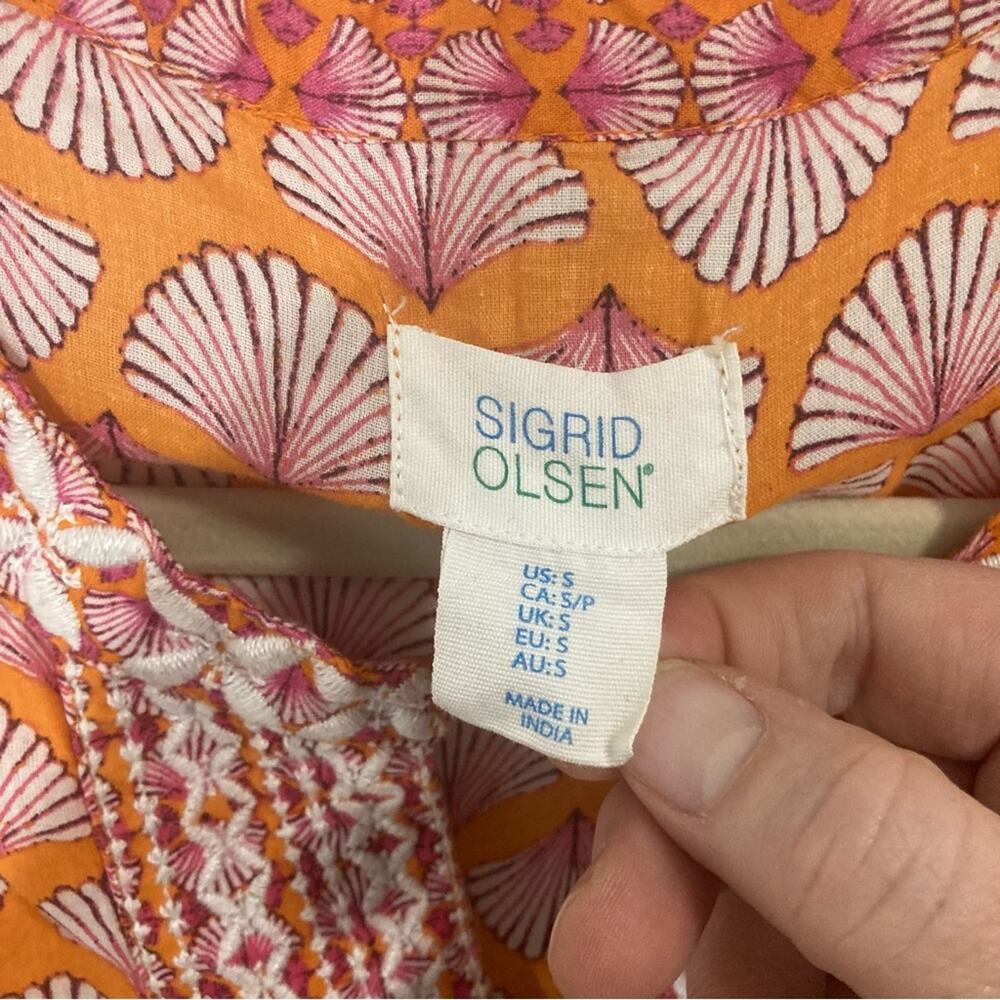 SIGRID
OLSEN®
US: S
CA: S/P
UK: S
EU: S
AU: S
MADE IN
INDIA